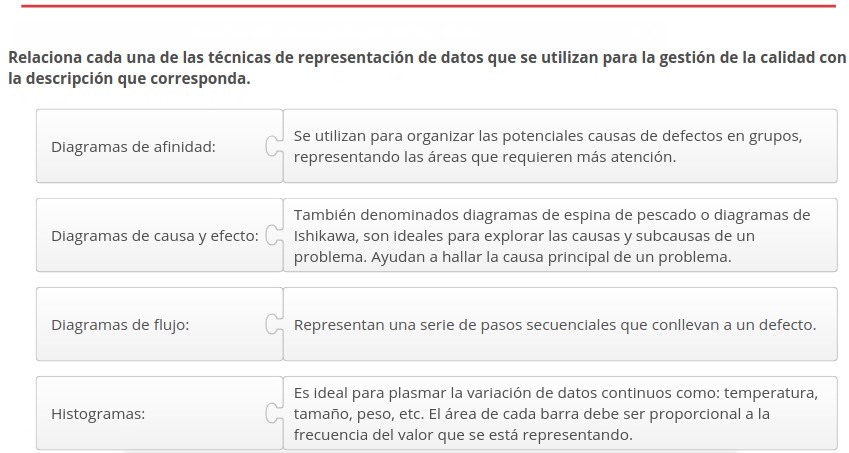 Relaciona cada una de las técnicas de representación de datos que se utilizan para la gestión de la calidad con
la descripción que corresponda.
Diagramas de afinidad:
Se utilizan para organizar las potenciales causas de defectos en grupos,
representando las áreas que requieren más atención.
Diagramas de causa y efecto:
También denominados diagramas de espina de pescado o diagramas de
Ishikawa, son ideales para explorar las causas y subcausas de un
problema. Ayudan a hallar la causa principal de un problema.
Diagramas de flujo:
Representan una serie de pasos secuenciales que conllevan a un defecto.
Histogramas:
Es ideal para plasmar la variación de datos continuos como: temperatura,
tamaño, peso, etc. El área de cada barra debe ser proporcional a la
frecuencia del valor que se está representando.